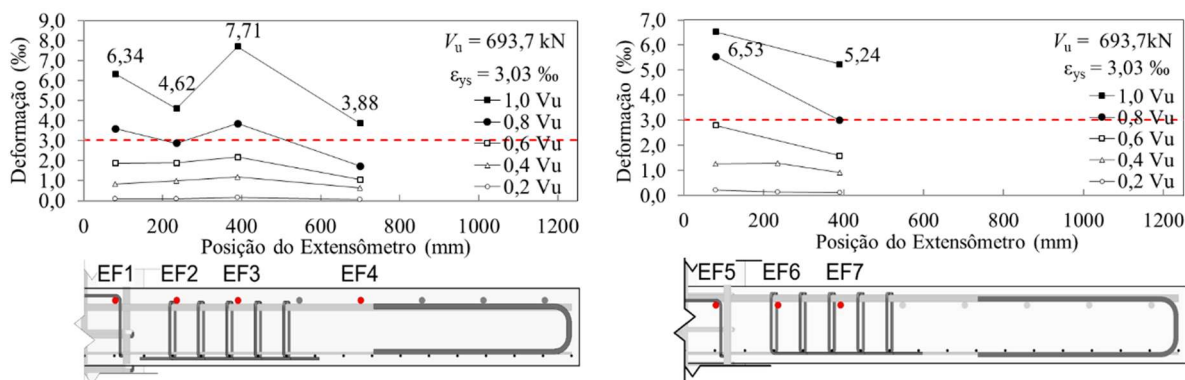 Deformação (‰)
9,0
8,0
7,0
6,0
5,0
4,0
3,0
2,0
1,0
0,0
6,34
4,62
7,71
3,88
Vu = 693,7 kN
εys = 3,03 ‰
1,0 Vu
0,8 Vu
0,6 Vu
0,4 Vu
0,2 Vu
0 200 400 600 800 1000 1200
Posição do Extensômetro (mm)
EF1 EF2 EF3 EF4
Deformação (‰)
7,0
6,0
5,0
4,0
3,0
2,0
1,0
0,0
6,53
5,24
Vu = 693,7 kN
εys = 3,03 ‰
1,0 Vu
0,8 Vu
0,6 Vu
0,4 Vu
0,2 Vu
0 200 400 600 800 1000 1200
Posição do Extensômetro (mm)
EF5 EF6 EF7